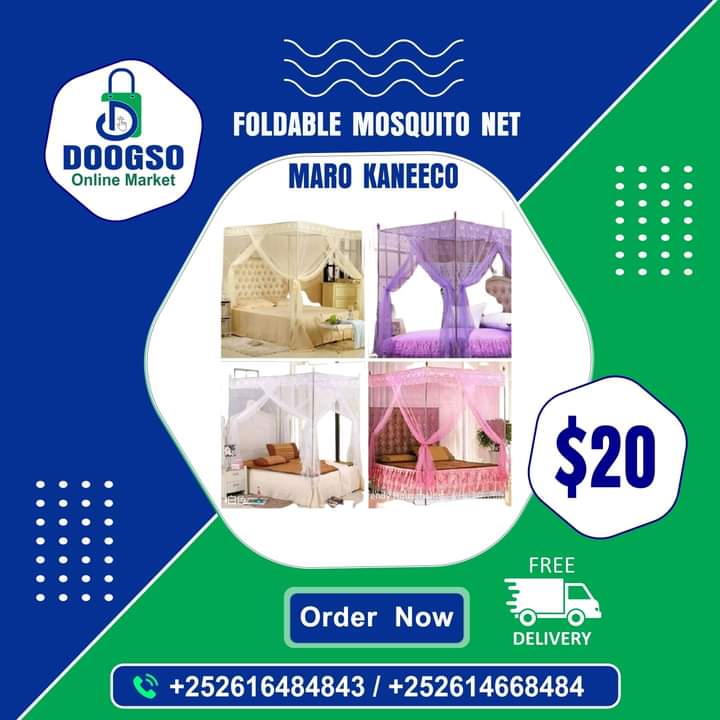 DOOGSO
Online Market
FOLDABLE MOSQUITO NET
MARO KANEECO
$20
FREE
DELIVERY
Order Now
+252616484843 / +252614668484